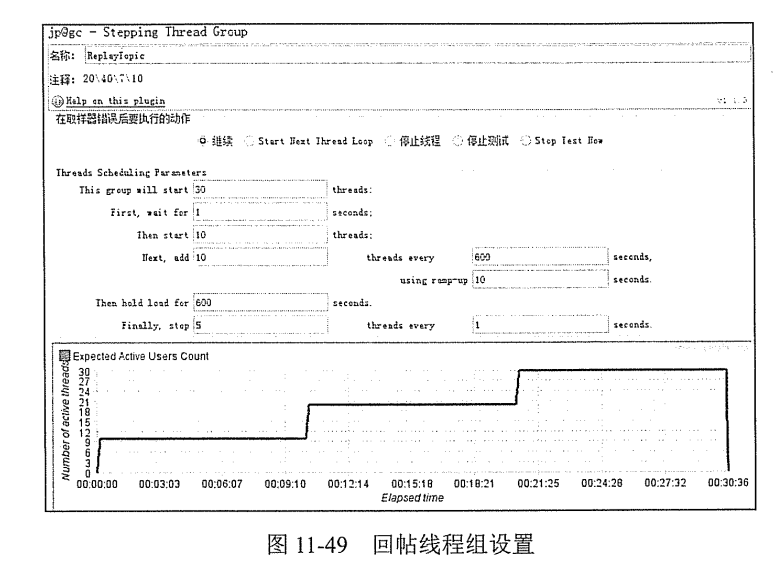 jp@gc - Stepping Thread Group
名称: ReplayTopic
注释: 20\40\7\10
Help on this plugin
在取样器错误后要执行的动作
继续 Start Next Thread Loop 停止线程 停止测试 Stop Test Now
Threads Scheduling Parameters
This group will start 30 threads:
First, wait for 1 seconds;
Then start 10 threads;
Next, add 10 threads every 600 seconds,
using ramp-up 10 seconds.
Then hold load for 600 seconds.
Finally, stop 5 threads every 1 seconds.
Expected Active Users Count
Number of active threads
30
27
24
21
18
15
12
9
6
3
0
00:00:00 00:03:03 00:06:07 00:09:10 00:12:14 00:15:18 00:18:21 00:21:25 00:24:28 00:27:32 00:30:36
Elapsed time
图 11-49 回帖线程组设置